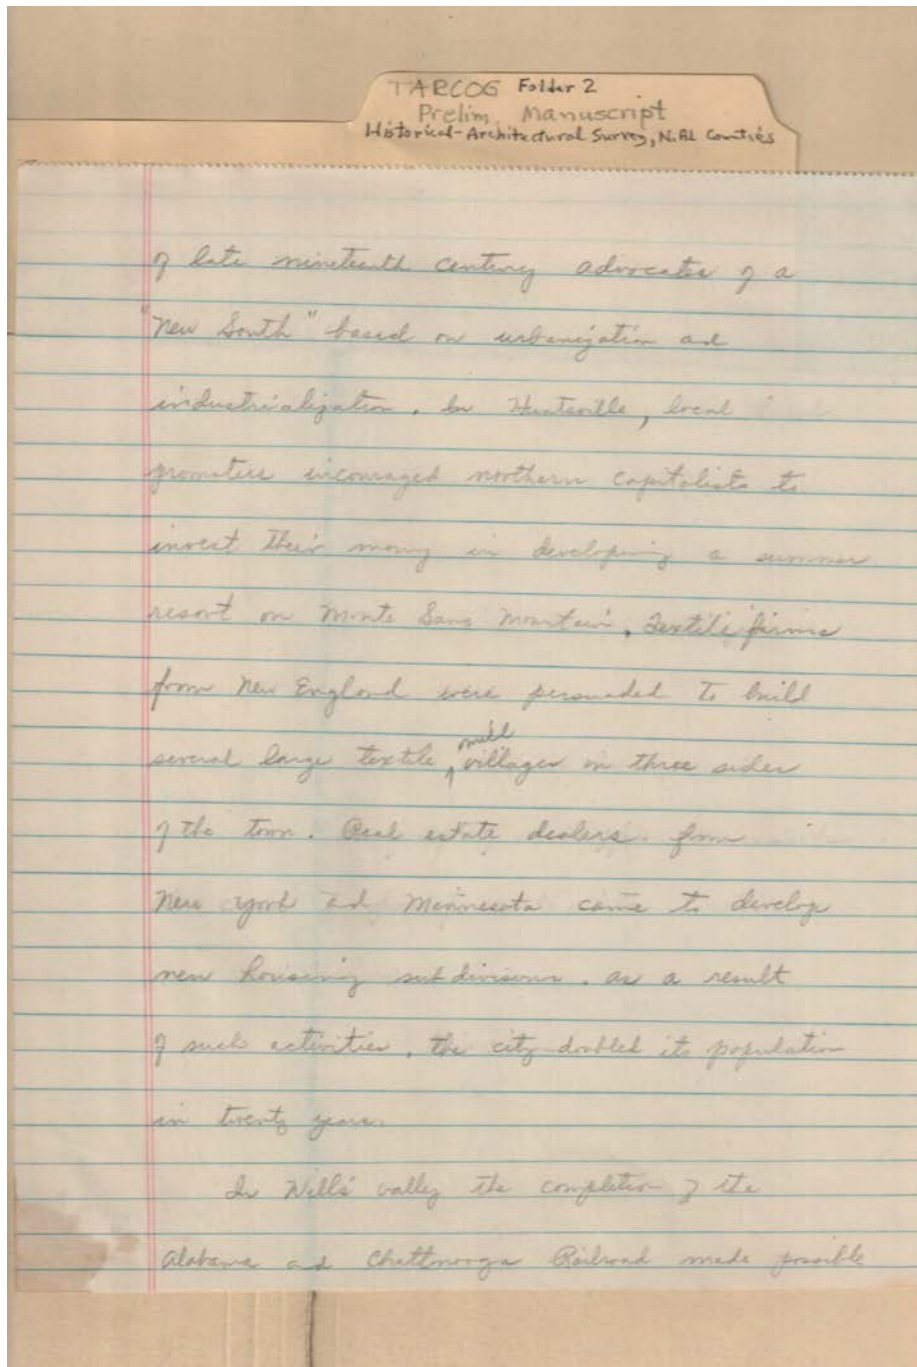 TARCOG Folder 2
Prelim. Manuscript
Historical-Architectural Survey, N. AL Counties
of late nineteenth century advocates of a
"New South" based on urbanization and
industrialization. In Huntsville, local
promoters incouraged northern capitalists to
invest their money in developing a summer
resort on Monte Sano Mountain. Textile firms
from New England were persuaded to build
mill
several large textile ^ villages on three sides
of the town. Real estate dealers from
New York and Minnesota came to develop
new housing subdivisons. As a result
of such activities, the city doubled its population
in twenty years.
In Wills' valley the completion of the
Alabama and Chattnooga Railroad made possible